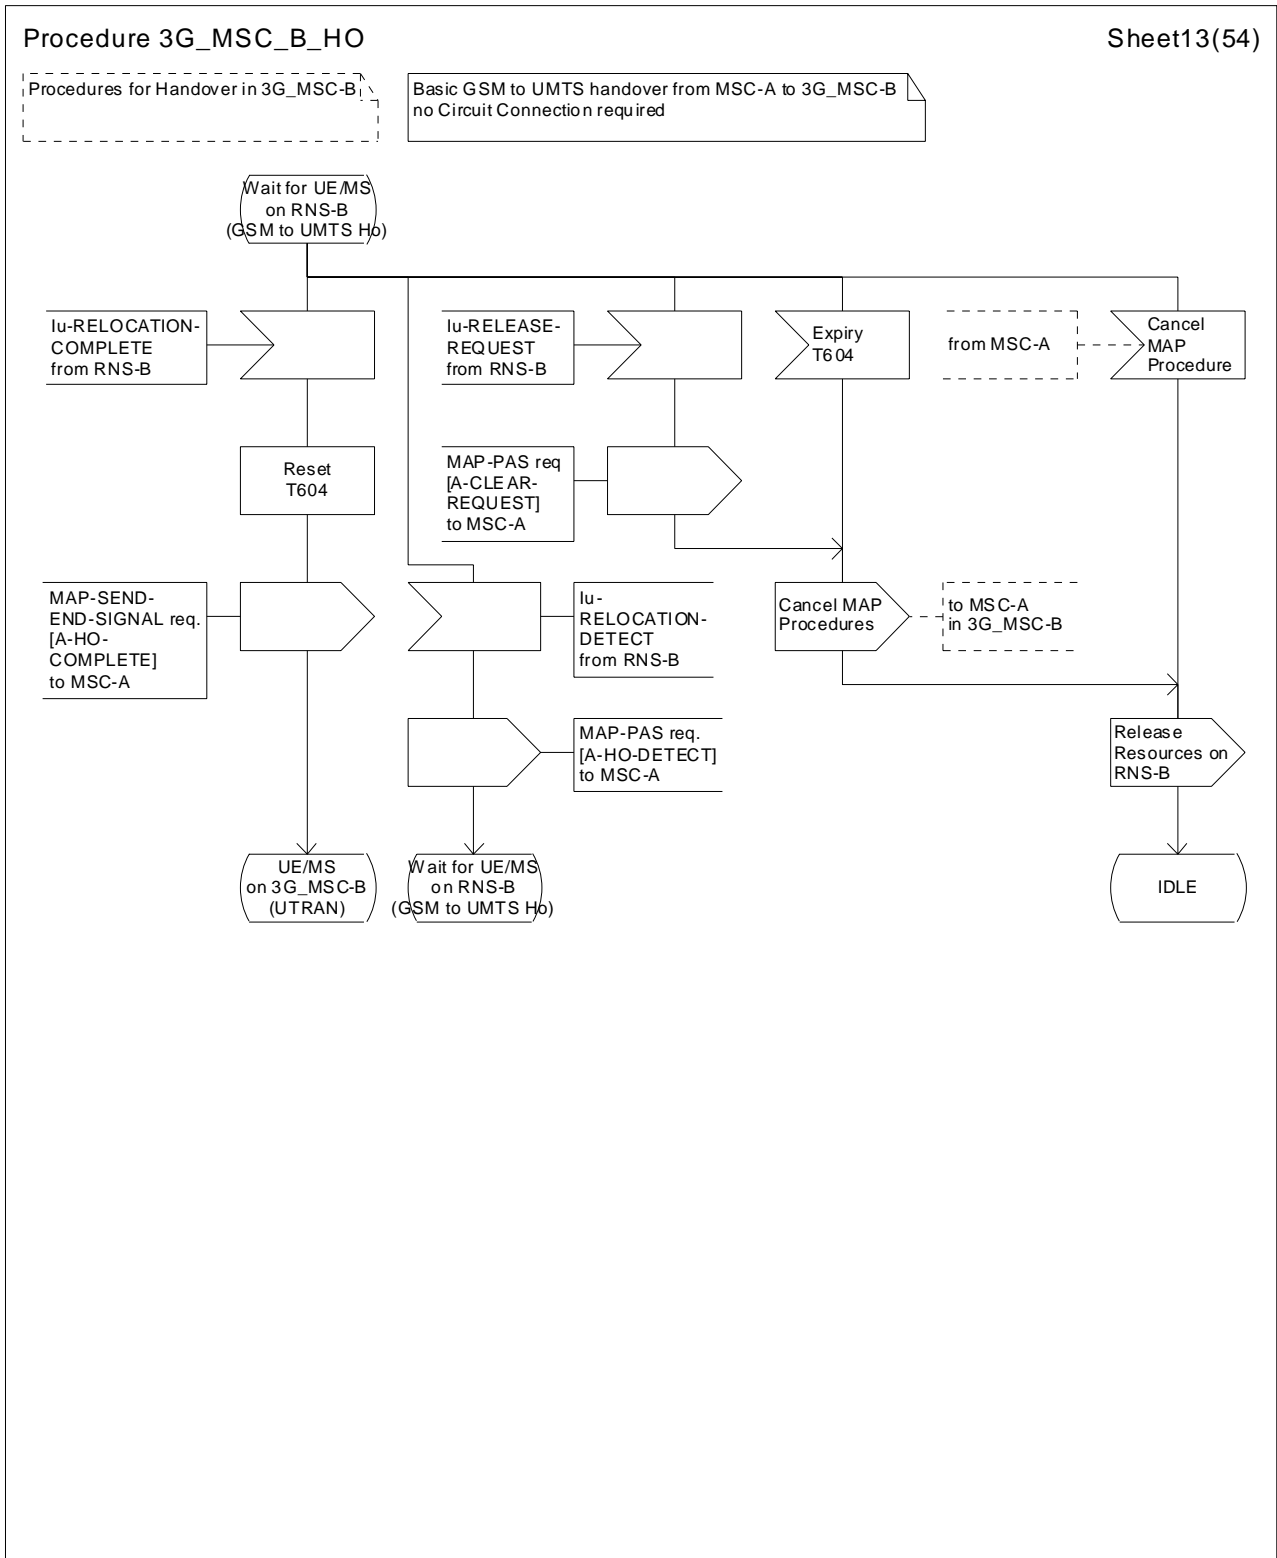 Procedure 3G_MSC_B_HO
Sheet13(54)
Procedures for Handover in 3G_MSC-B
Basic GSM to UMTS handover from MSC-A to 3G_MSC-B
no Circuit Connection required
Wait for UE/MS
on RNS-B
(GSM to UMTS Ho)
Iu-RELOCATION-
COMPLETE
from RNS-B
Iu-RELEASE-
REQUEST
from RNS-B
Expiry
T604
from MSC-A
Cancel
MAP
Procedure
Reset
T604
MAP-PAS req
[A-CLEAR-
REQUEST]
to MSC-A
MAP-SEND-
END-SIGNAL req.
[A-HO-
COMPLETE]
to MSC-A
Iu-
RELOCATION-
DETECT
from RNS-B
Cancel MAP
Procedures
to MSC-A
in 3G_MSC-B
MAP-PAS req.
[A-HO-DETECT]
to MSC-A
Release
Resources on
RNS-B
UE/MS
on 3G_MSC-B
(UTRAN)
Wait for UE/MS
on RNS-B
(GSM to UMTS Ho)
IDLE